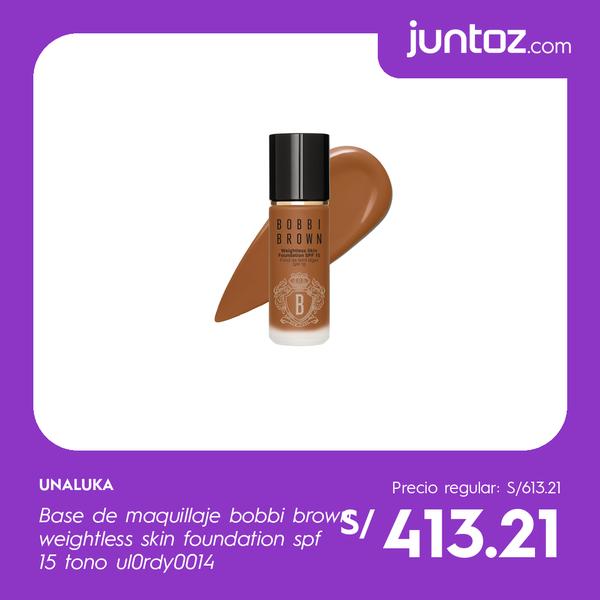 juntoz.com
BOBBI
BROWN
Weightless Skin
Foundation SPF 15
B
UNALUKA
Base de maquillaje bobbi brown
weightless skin foundation spf
15 tono ul0rdy0014
Precio regular: S/613.21
S/ 413.21